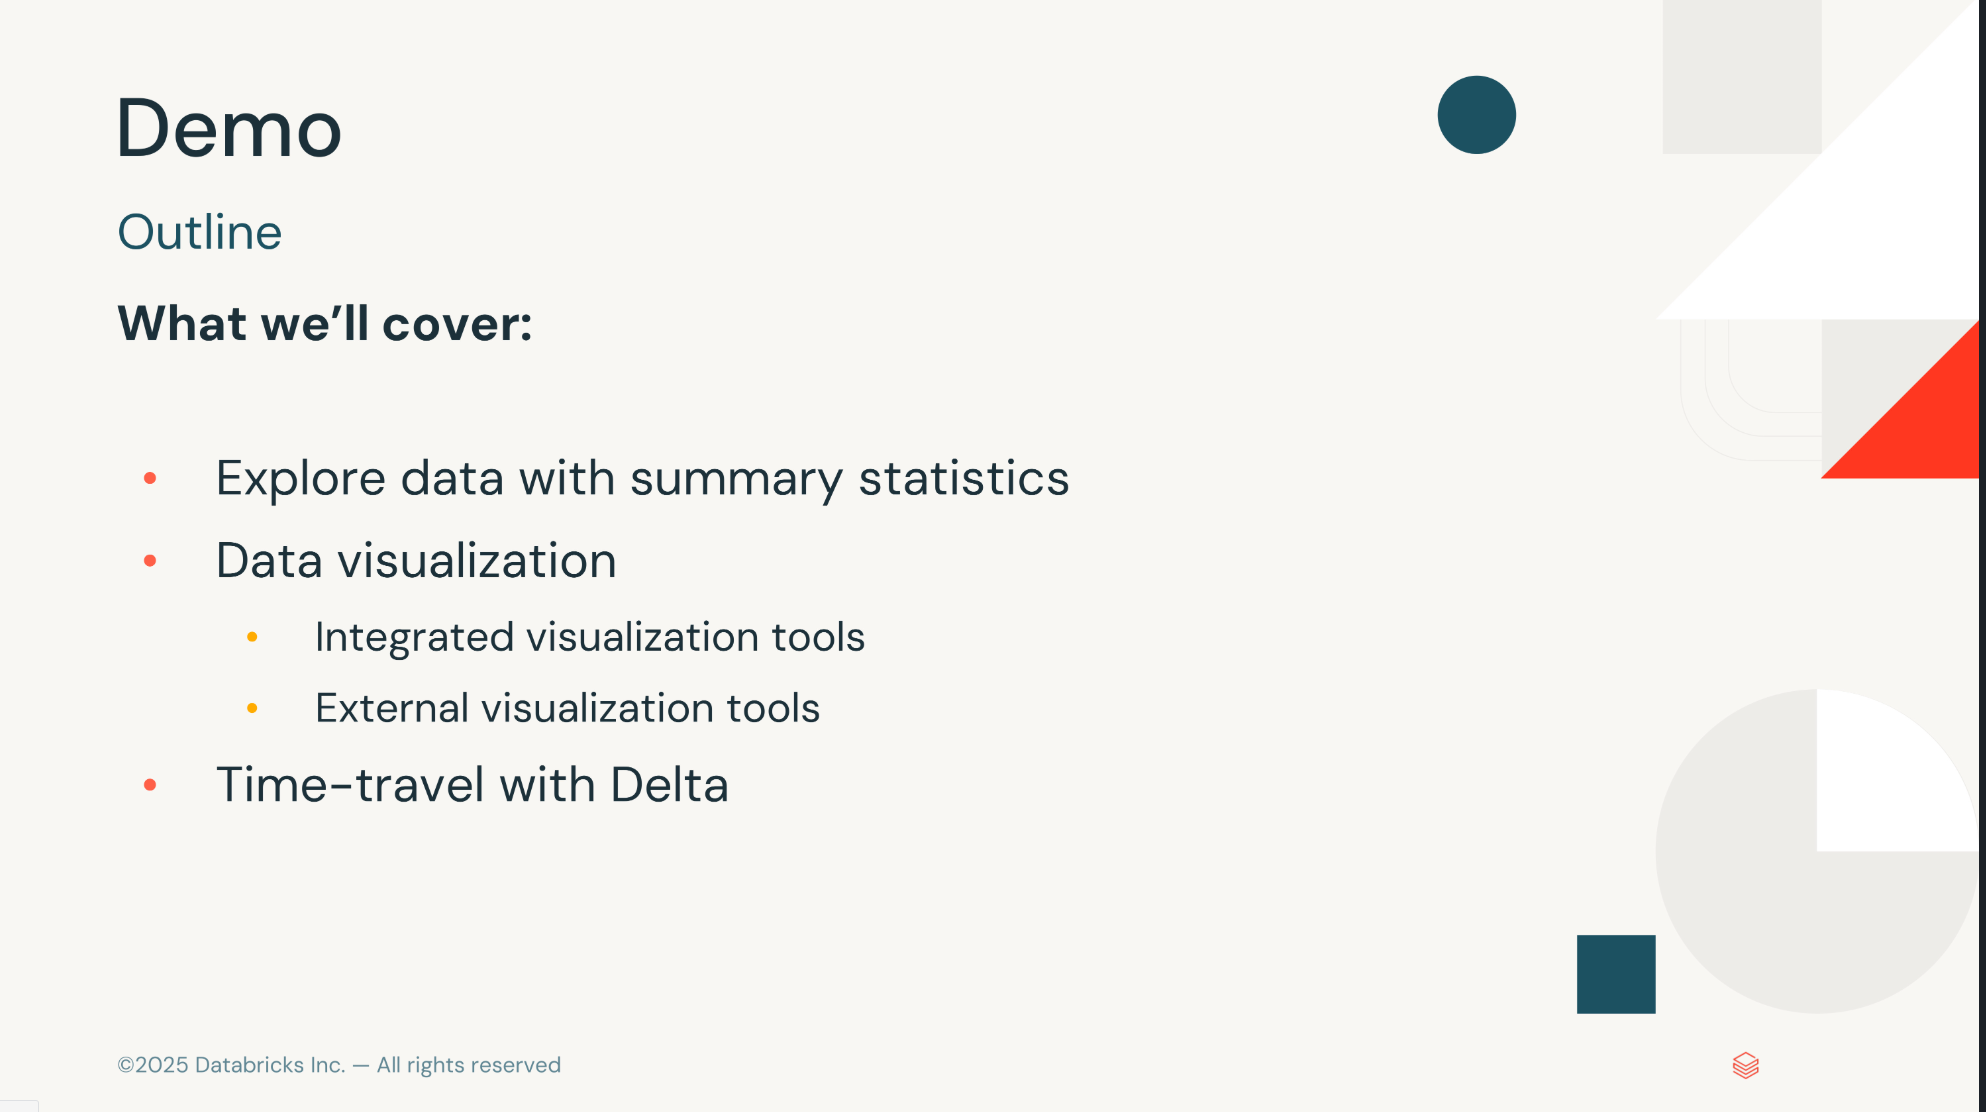 Demo
Outline
What we’ll cover:
• Explore data with summary statistics
• Data visualization
• Integrated visualization tools
• External visualization tools
• Time-travel with Delta
©2025 Databricks Inc. — All rights reserved